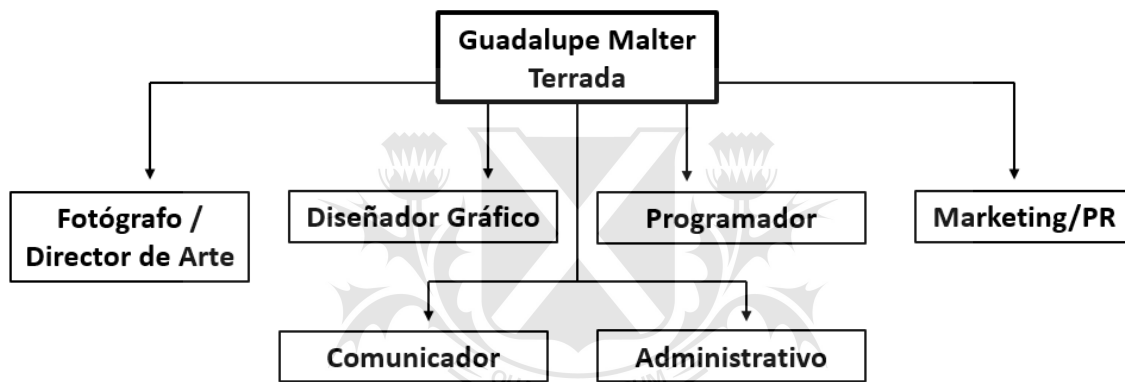 Guadalupe Malter
Terrada
Fotógrafo /
Director de Arte
Diseñador Gráfico
Programador
Marketing/PR
Comunicador
Administrativo